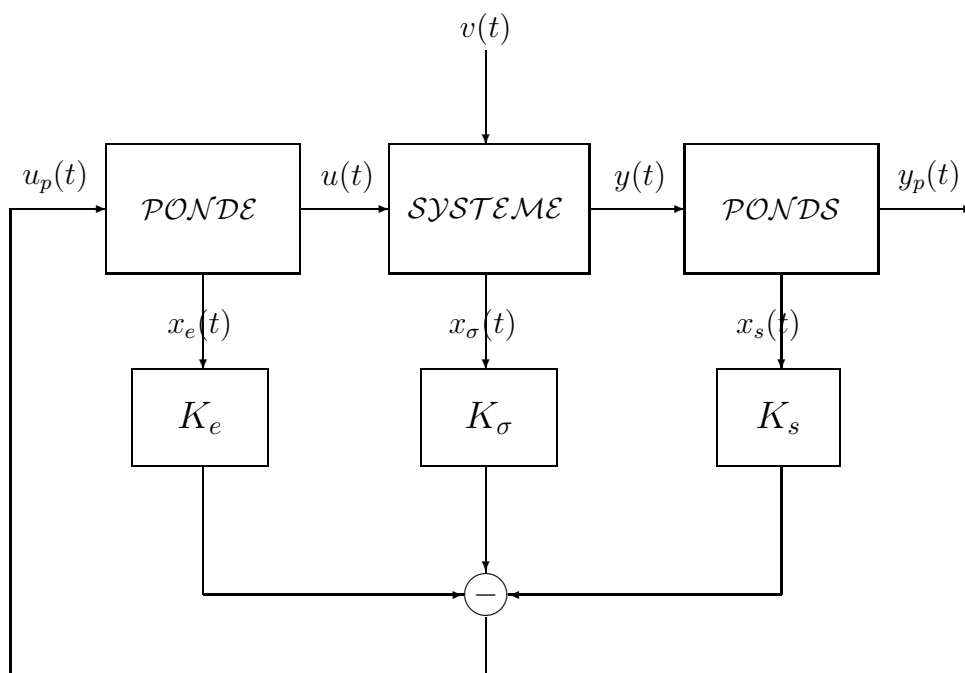 v(t)
u_p(t) PONDE u(t) SYSTEME y(t) PONDS y_p(t)
x_e(t) x_σ(t) x_s(t)
K_e K_σ K_s
−